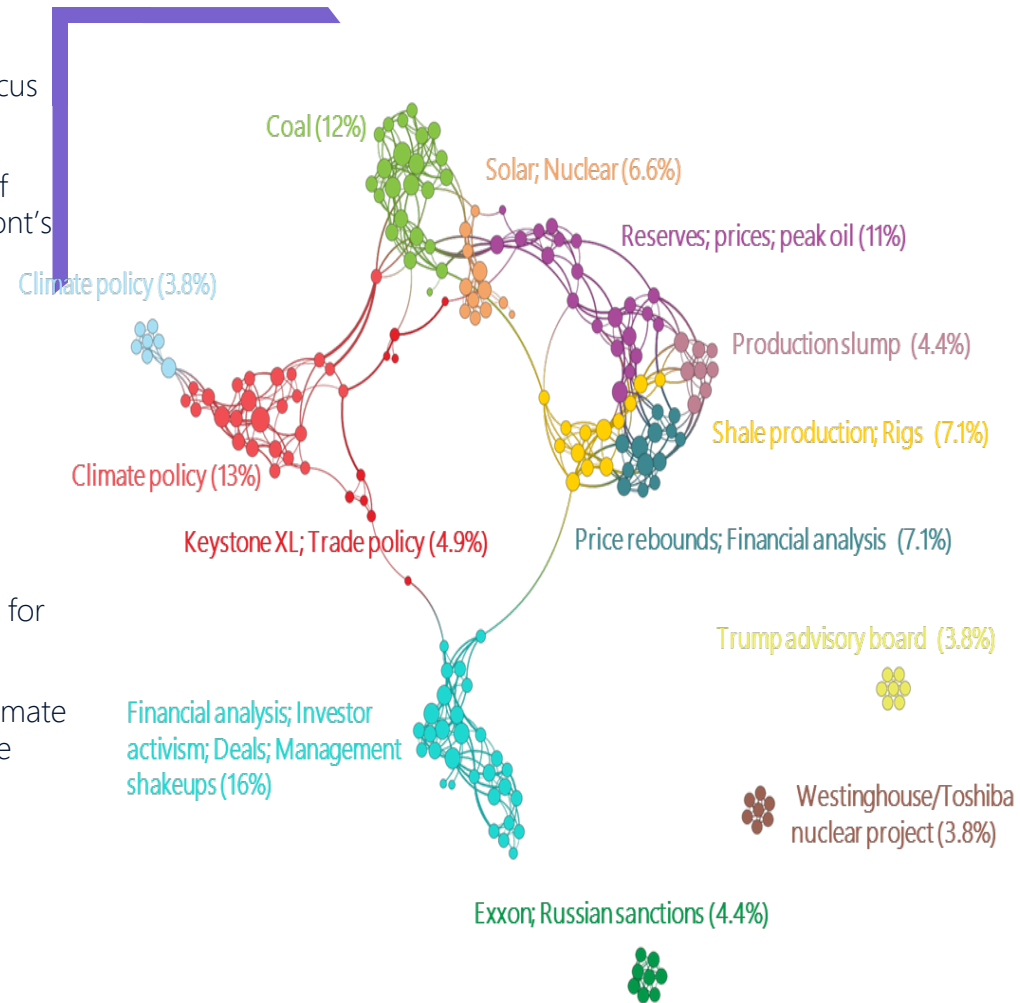 cus
f
ont's
for
mate
e
Coal (12%)
Solar; Nuclear (6.6%)
Reserves; prices; peak oil (11%)
Climate policy (3.8%)
Production slump (4.4%)
Shale production; Rigs (7.1%)
Climate policy (13%)
Keystone XL; Trade policy (4.9%)
Price rebounds; Financial analysis (7.1%)
Trump advisory board (3.8%)
Financial analysis; Investor
activism; Deals; Management
shakeups (16%)
Westinghouse/Toshiba
nuclear project (3.8%)
Exxon; Russian sanctions (4.4%)